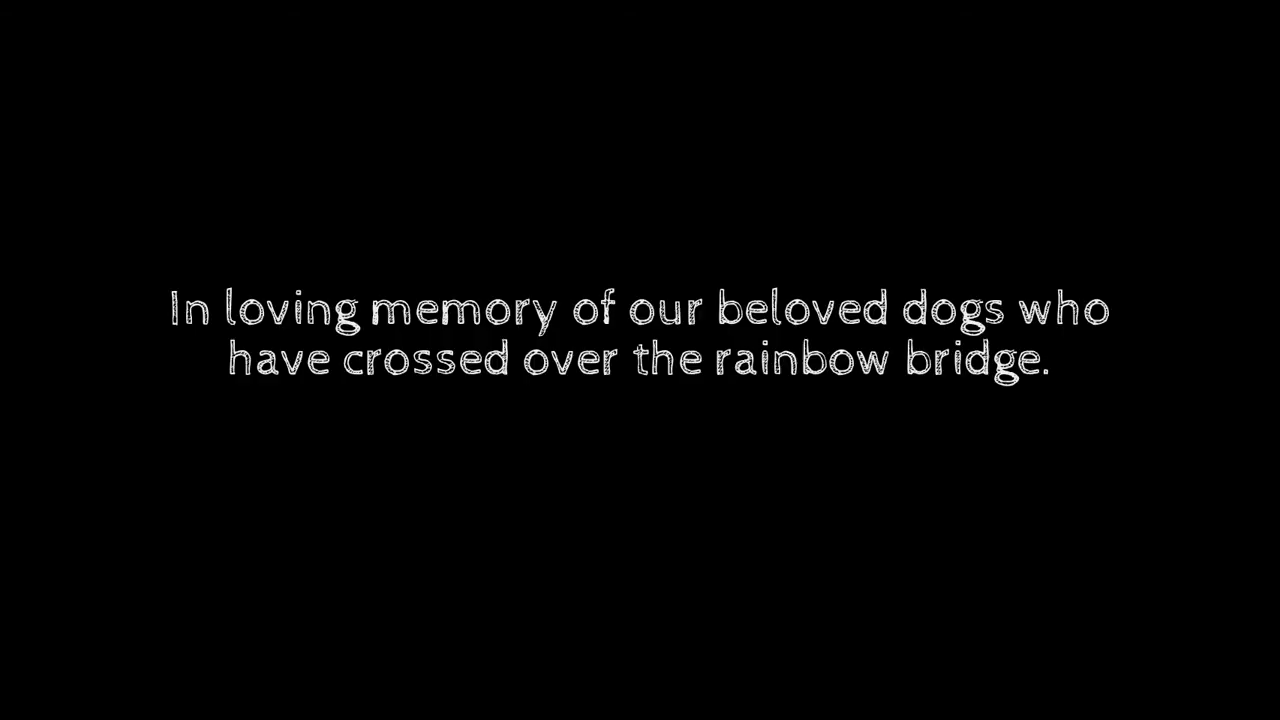 In loving memory of our beloved dogs who
have crossed over the rainbow bridge.